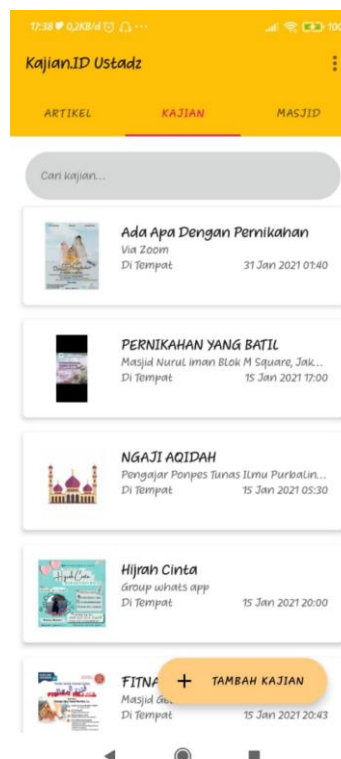 17:38 0,2KB/d ...
100
Kajian.ID Ustadz
ARTIKEL KAJIAN MASJID
Cari kajian...
Ada Apa Dengan Pernikahan
Via Zoom
Di Tempat 31 Jan 2021 01:40
PERNIKAHAN YANG BATIL
Masjid Nurul iman Blok M Square, Jak...
Di Tempat 15 Jan 2021 17:00
NGAJI AQIDAH
Pengajar Ponpes Tunas Ilmu Purbalin...
Di Tempat 15 Jan 2021 05:30
Hijrah Cinta
Group whats app
Di Tempat 15 Jan 2021 20:00
FITNA
Masjid
+ TAMBAH KAJIAN
Di Tempat 15 Jan 2021 20:43